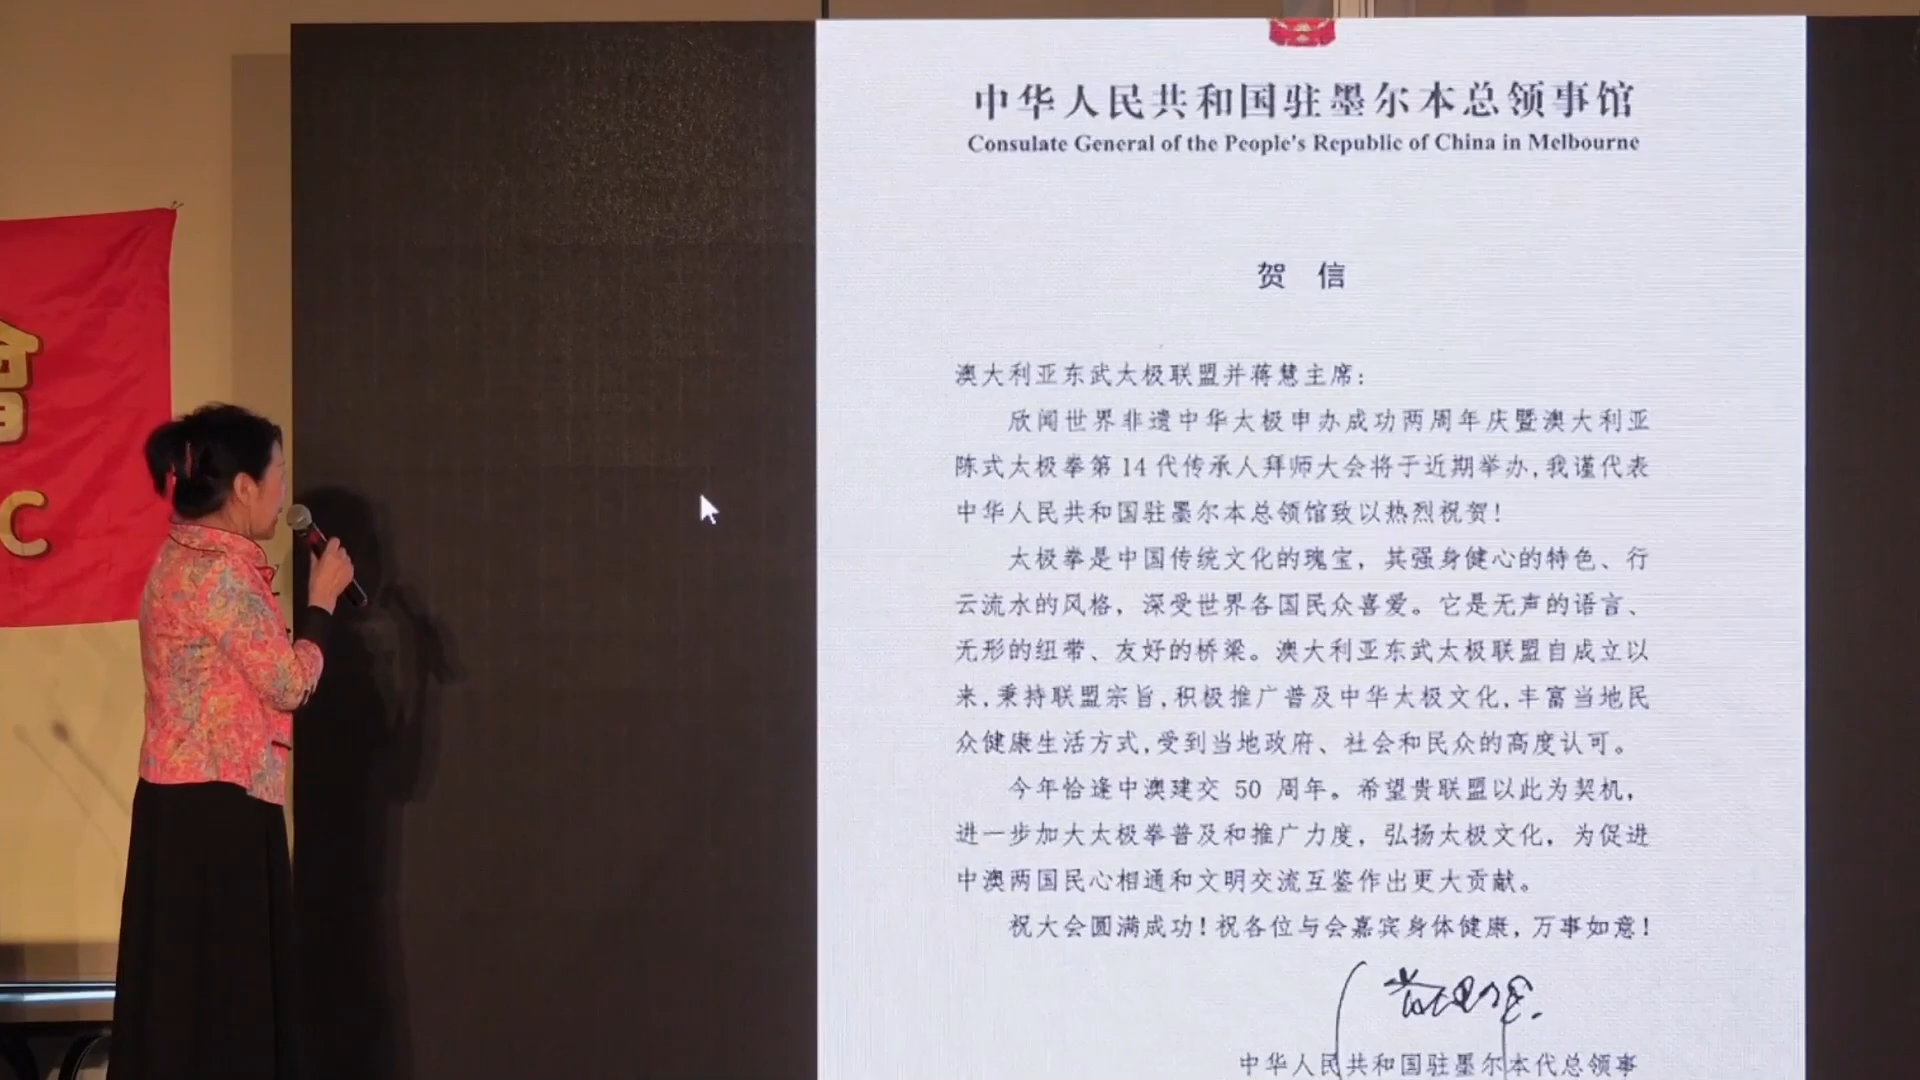 中华人民共和国驻墨尔本总领事馆
Consulate General of the People's Republic of China in Melbourne
贺 信
澳大利亚东武太极联盟并蒋慧主席：
欣闻世界非遗中华太极申办成功两周年庆暨澳大利亚
陈式太极拳第14代传承人拜师大会将于近期举办，我谨代表
中华人民共和国驻墨尔本总领馆致以热烈祝贺！
太极拳是中国传统文化的瑰宝，其强身健心的特色、行
云流水的风格，深受世界各国民众喜爱。它是无声的语言、
无形的纽带、友好的桥梁。澳大利亚东武太极联盟自成立以
来，秉持联盟宗旨，积极推广普及中华太极文化，丰富当地民
众健康生活方式，受到当地政府、社会和民众的高度认可。
今年恰逢中澳建交 50 周年。希望贵联盟以此为契机，
进一步加大太极拳普及和推广力度，弘扬太极文化，为促进
中澳两国民心相通和文明交流互鉴作出更大贡献。
祝大会圆满成功！祝各位与会嘉宾身体健康，万事如意！
中华人民共和国驻墨尔本代总领事
C